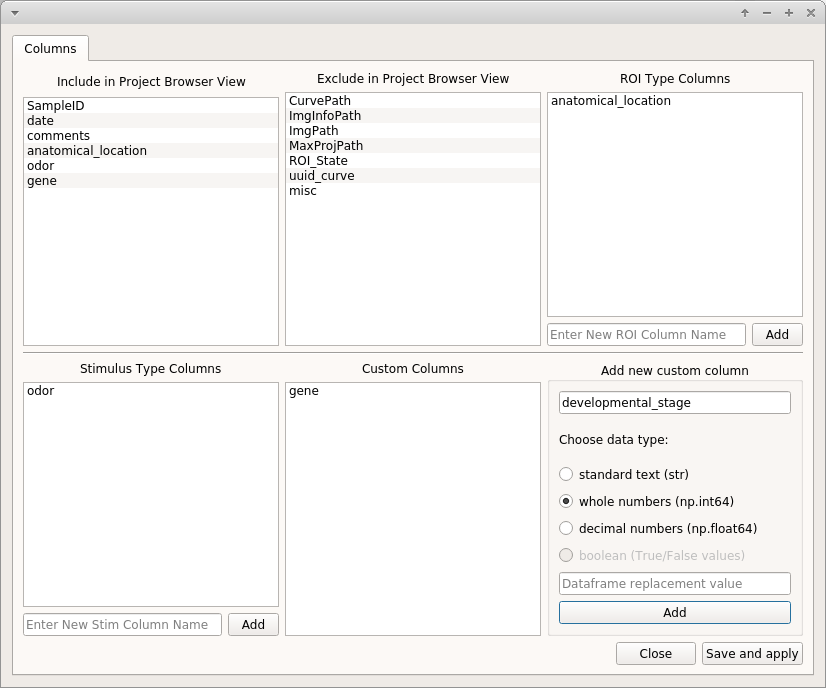 Columns
Include in Project Browser View
SampleID
date
comments
anatomical_location
odor
gene
Exclude in Project Browser View
CurvePath
ImgInfoPath
ImgPath
MaxProjPath
ROI_State
uuid_curve
misc
ROI Type Columns
anatomical_location
Enter New ROI Column Name
Add
Stimulus Type Columns
odor
Enter New Stim Column Name
Add
Custom Columns
gene
Add new custom column
developmental_stage
Choose data type:
standard text (str)
whole numbers (np.int64)
decimal numbers (np.float64)
boolean (True/False values)
Dataframe replacement value
Add
Close
Save and apply